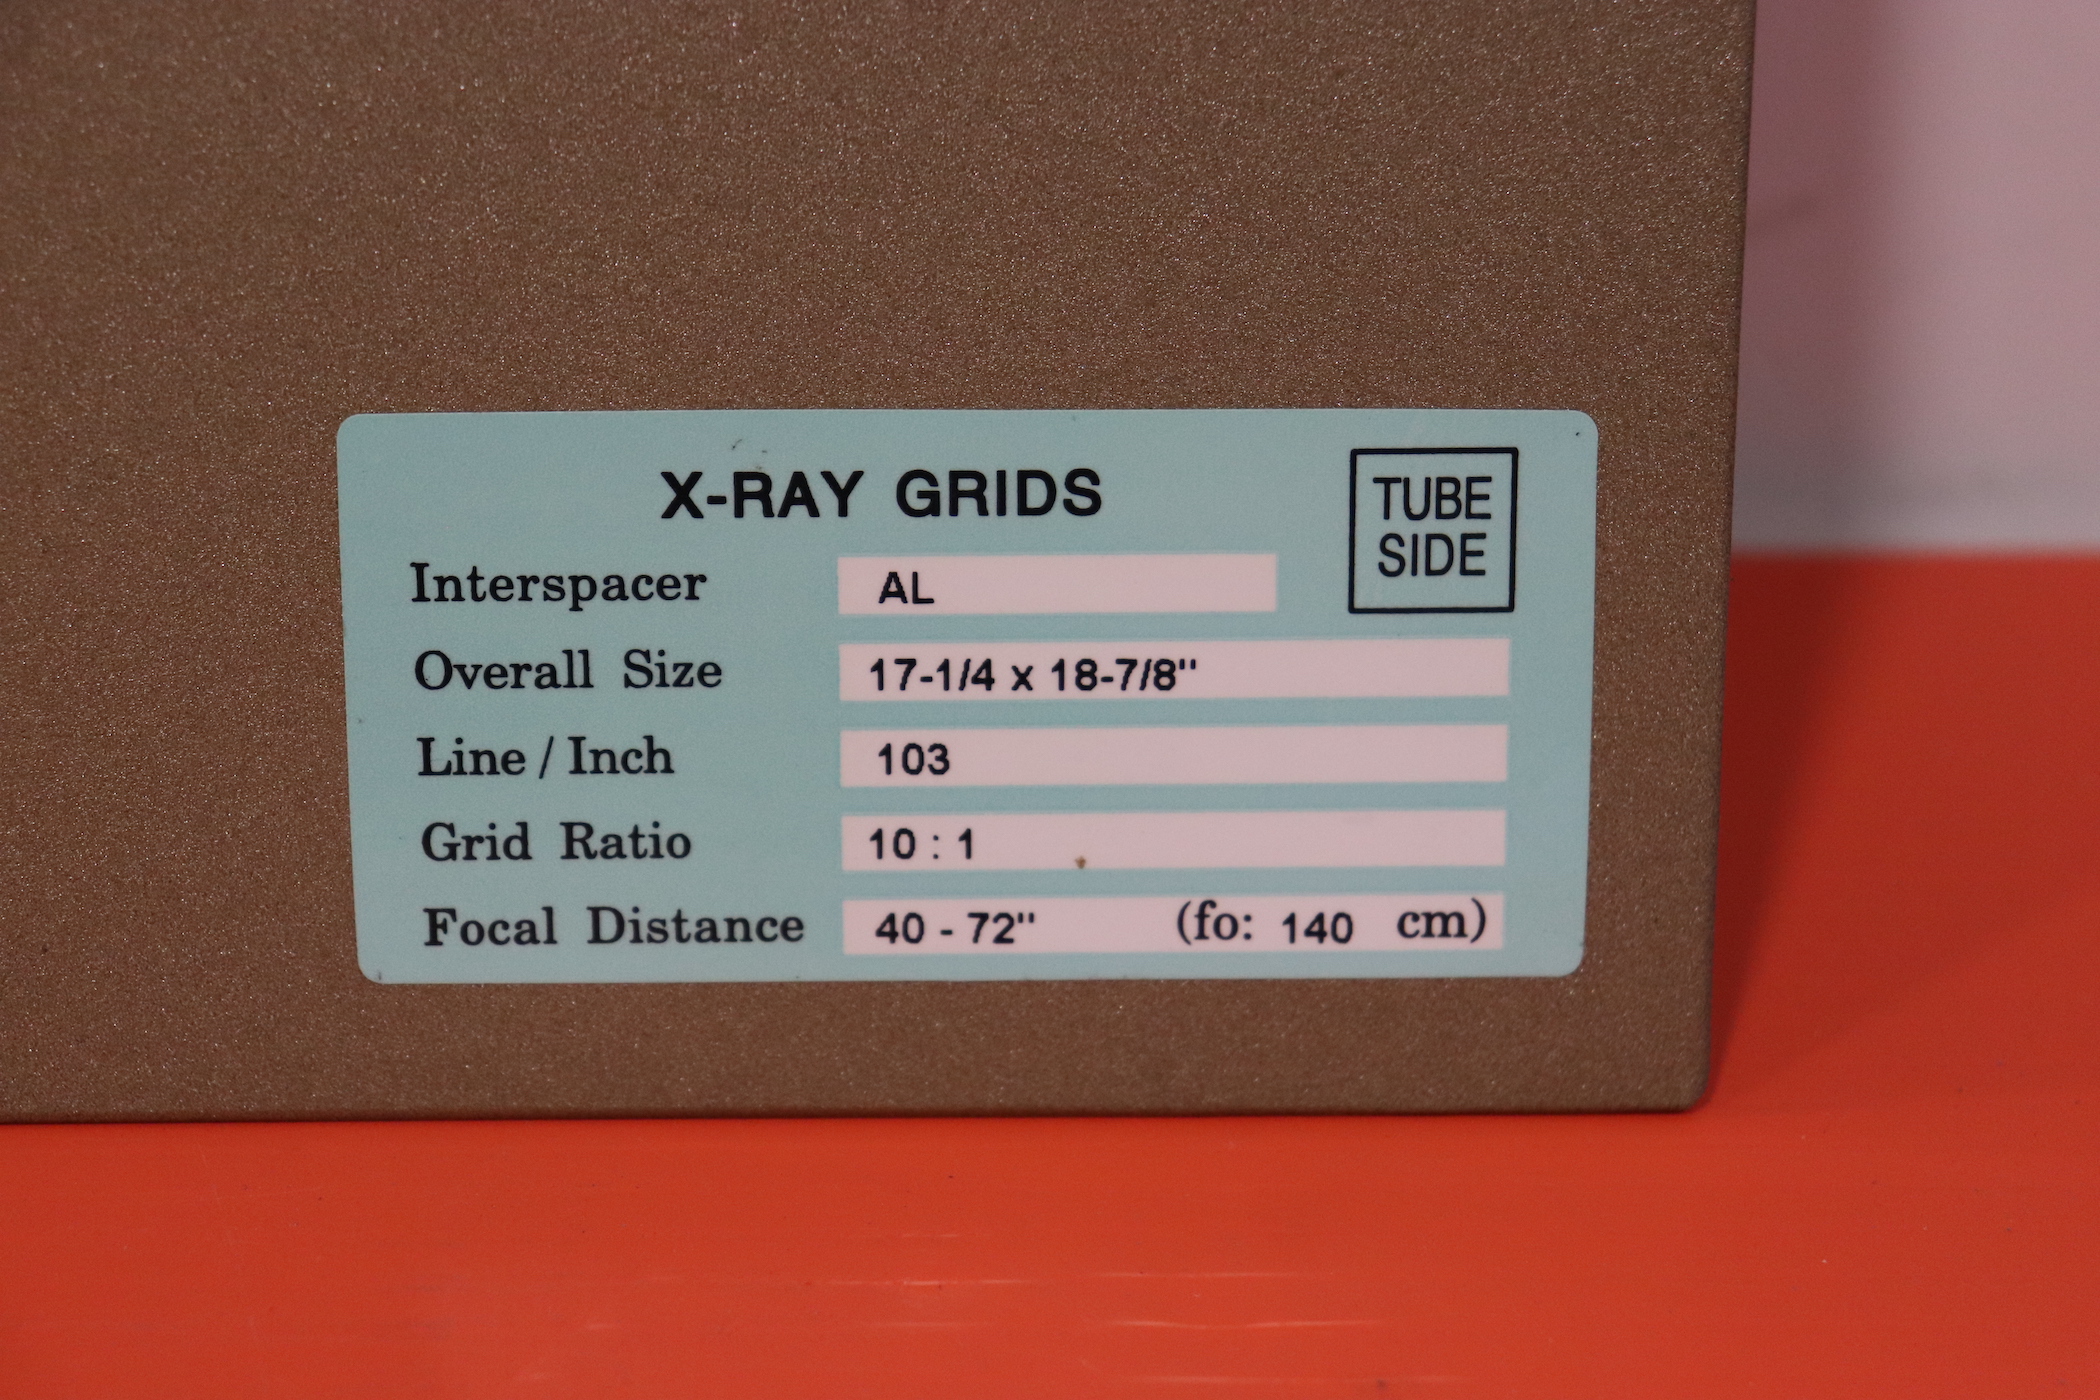 X-RAY GRIDS
TUBE
SIDE
Interspacer AL
Overall Size 17-1/4 x 18-7/8"
Line / Inch 103
Grid Ratio 10 : 1
Focal Distance 40 - 72" (fo: 140 cm)